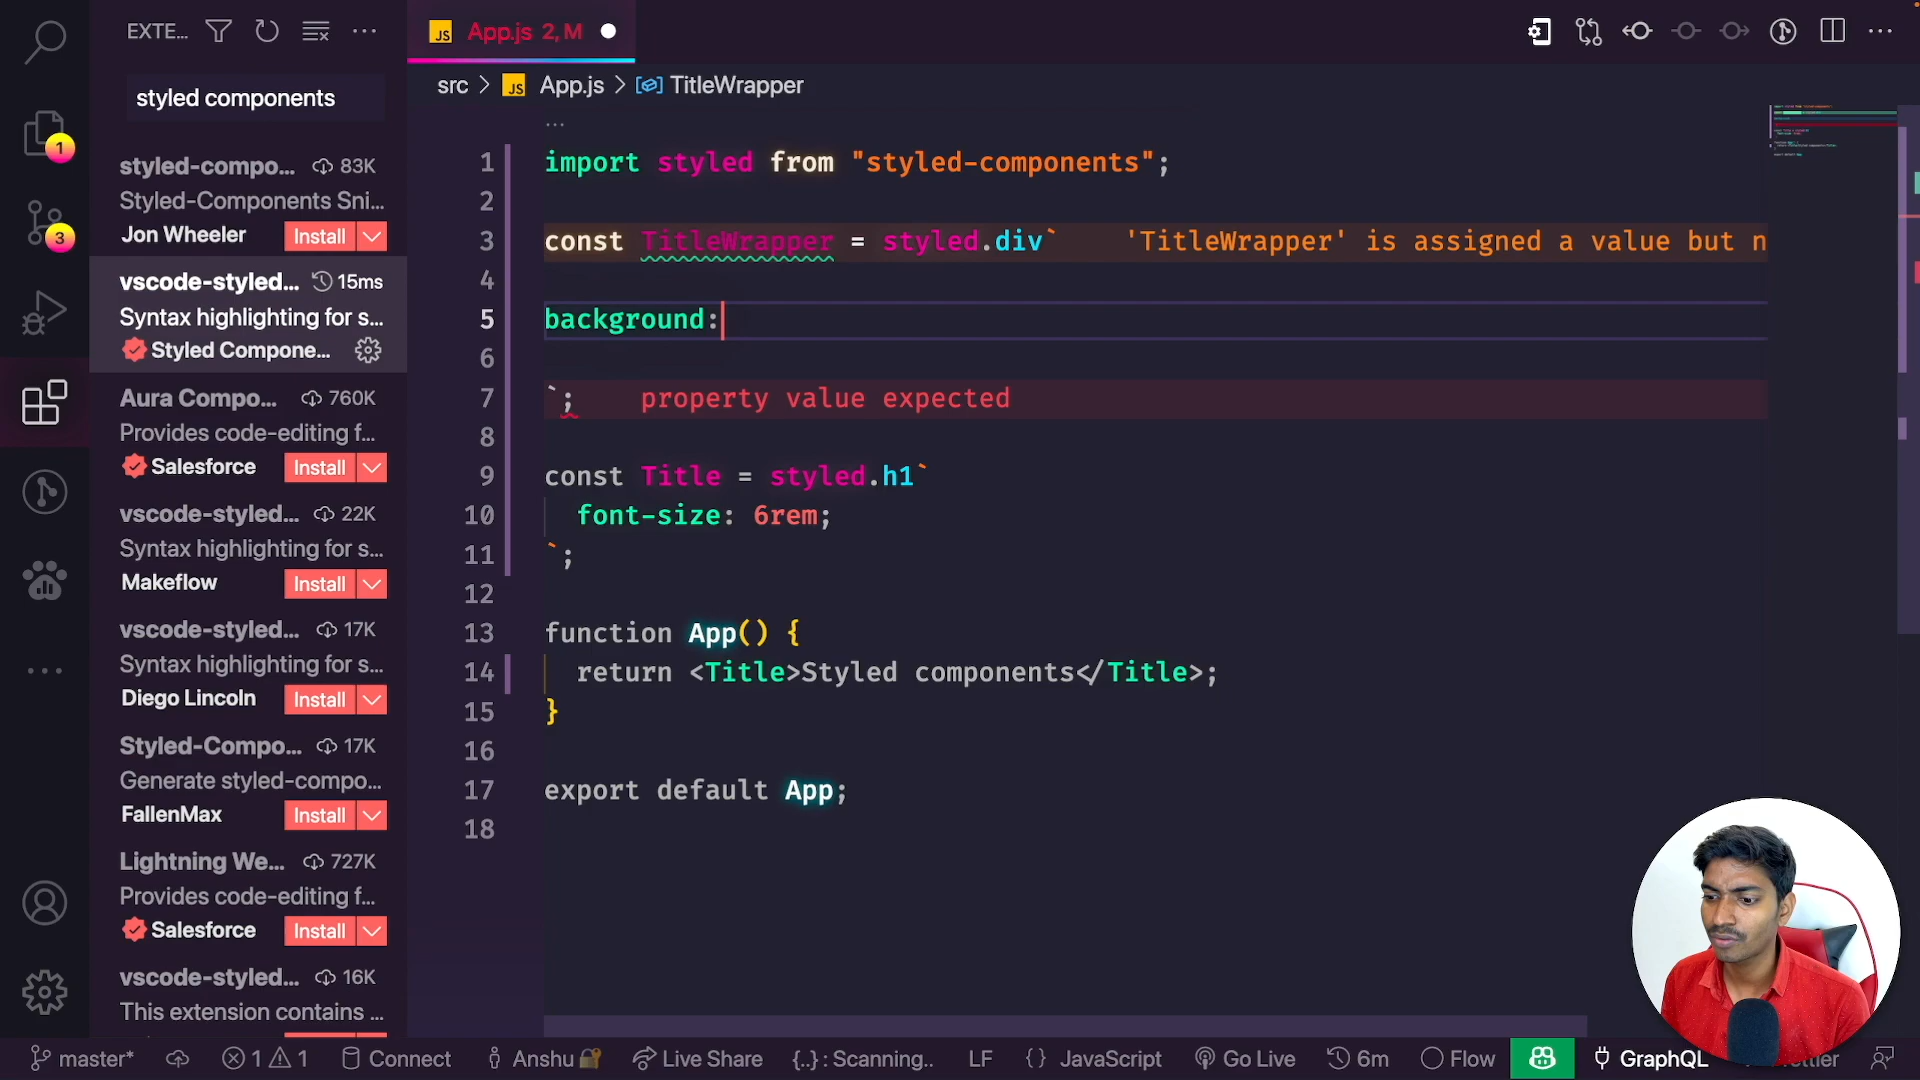 EXTE...
styled components
styled-compo... 83K
Styled-Components Sni...
Jon Wheeler Install
vscode-styled... 15ms
Syntax highlighting for s...
Styled Compone...
Aura Compo... 760K
Provides code-editing f...
Salesforce Install
vscode-styled... 22K
Syntax highlighting for s...
Makeflow Install
vscode-styled... 17K
Syntax highlighting for s...
Diego Lincoln Install
Styled-Compo... 17K
Generate styled-compo...
FallenMax Install
Lightning We... 727K
Provides code-editing f...
Salesforce Install
vscode-styled... 16K
This extension contains ...
1
3
JS App.js 2, M
src > JS App.js > TitleWrapper
...
1 import styled from "styled-components";
2
3 const TitleWrapper = styled.div` 'TitleWrapper' is assigned a value but n
4
5 background:
6
7 `; property value expected
8
9 const Title = styled.h1`
10 font-size: 6rem;
11 `;
12
13 function App() {
14 return <Title>Styled components</Title>;
15 }
16
17 export default App;
18
master* 1 1 Connect Anshu Live Share {..} : Scanning.. LF {} JavaScript Go Live 6m Flow GraphQL